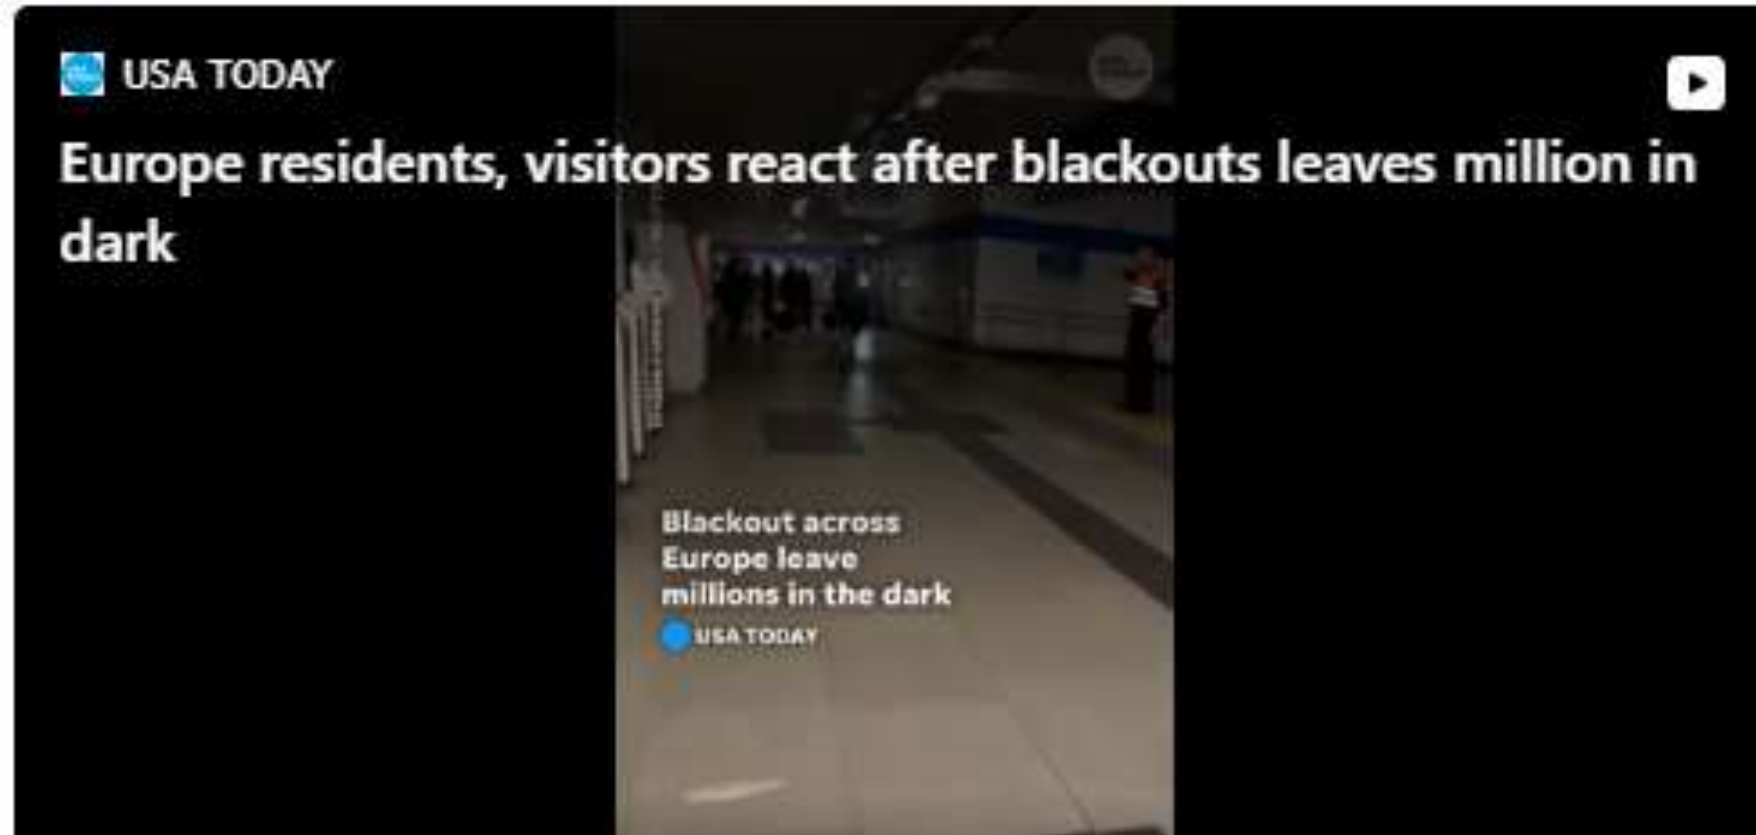 USA TODAY
Europe residents, visitors react after blackouts leaves million in
dark
Blackout across
Europe leave
millions in the dark
USA TODAY